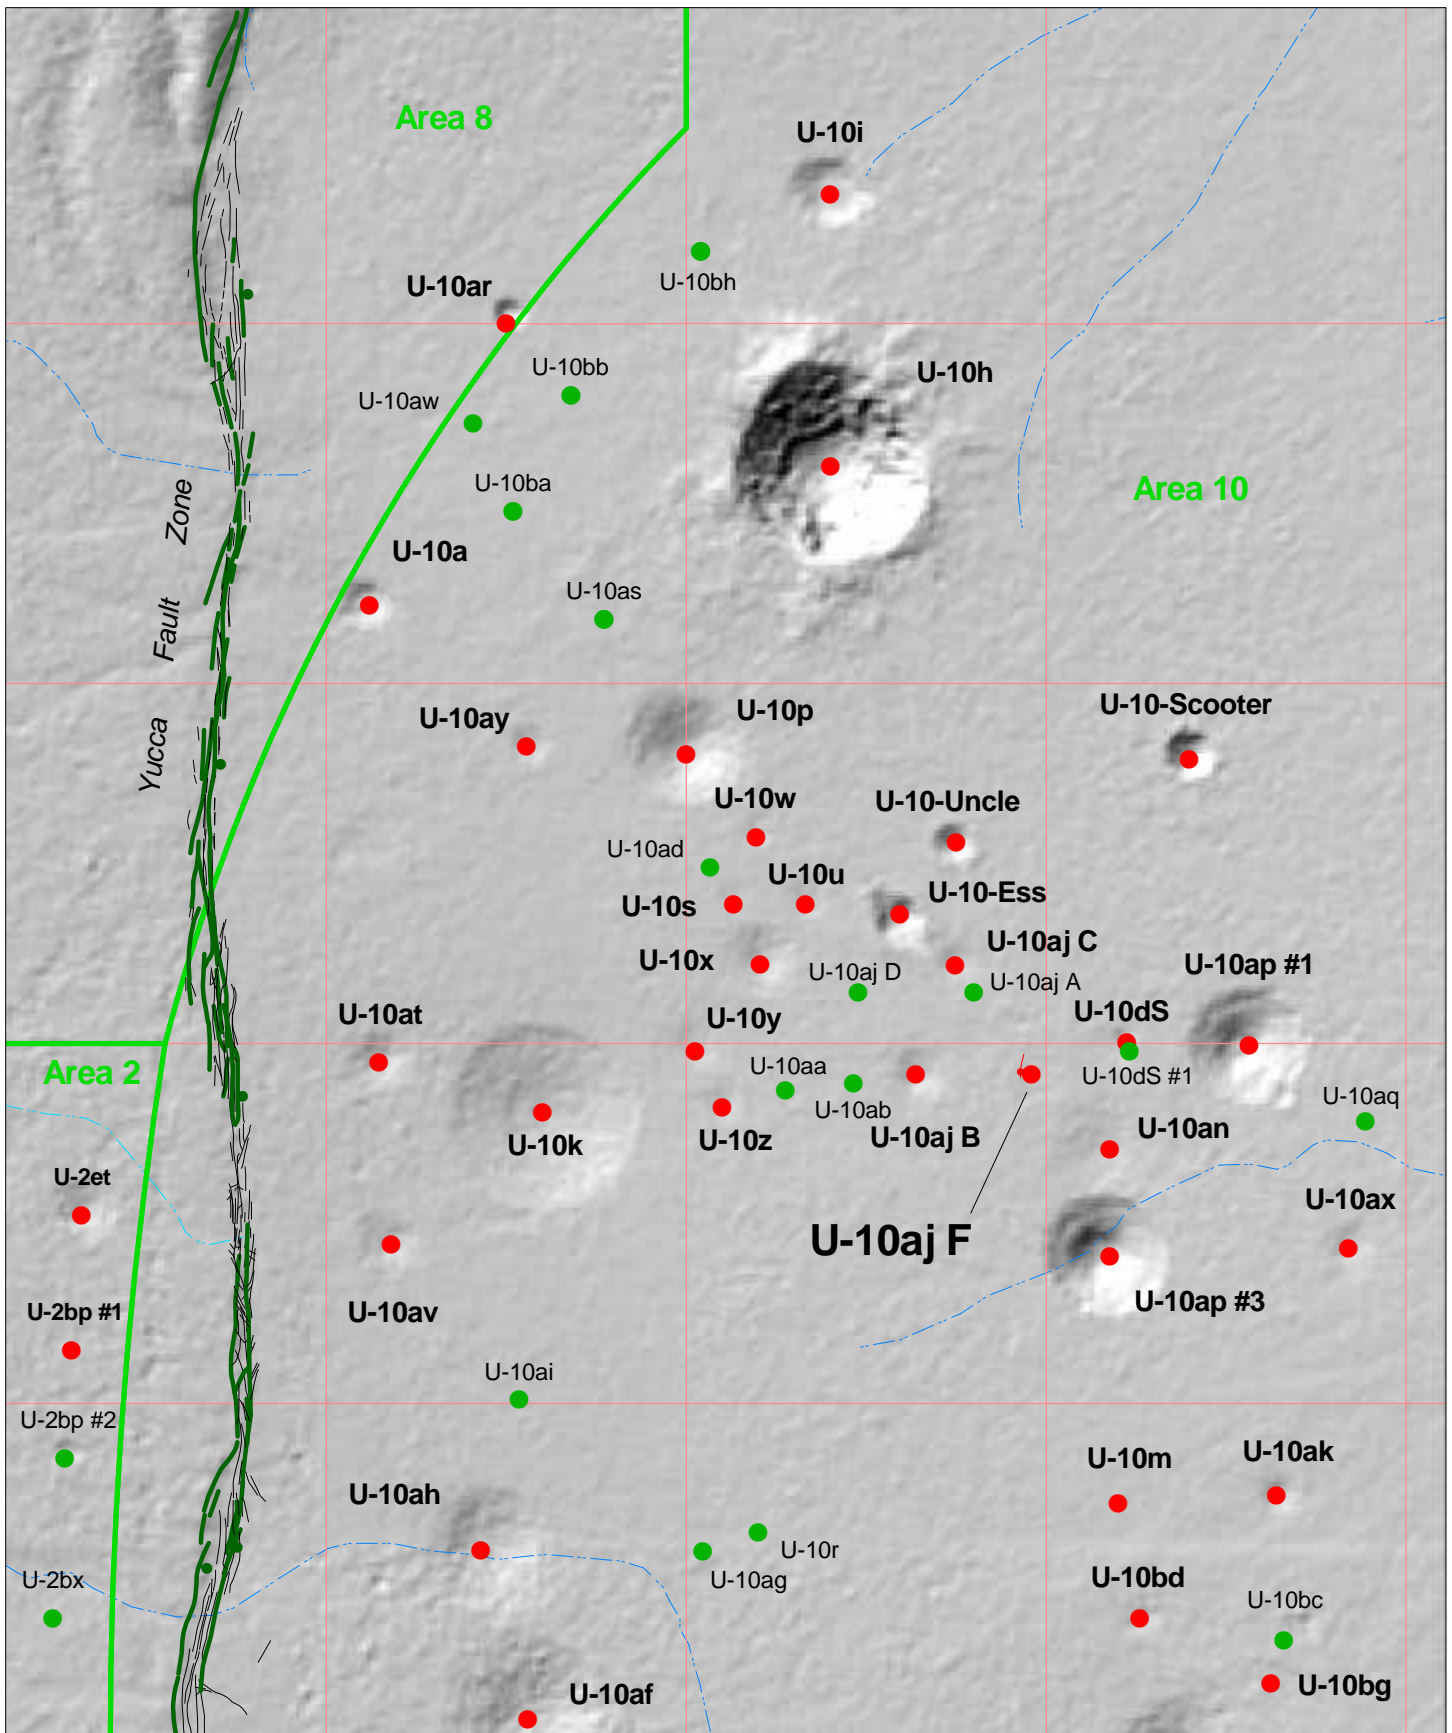 Area 8
U-10i
U-10bh
U-10ar
U-10bb
U-10h
U-10aw
Area 10
U-10ba
Zone
U-10a
U-10as
Fault
U-10ay
U-10p
U-10-Scooter
Yucca
U-10w
U-10-Uncle
U-10ad
U-10u
U-10-Ess
U-10s
U-10aj C
U-10x
U-10aj D
U-10aj A
U-10ap #1
U-10at
U-10y
U-10dS
Area 2
U-10dS #1
U-10aa
U-10ab
U-10aq
U-10k
U-10z
U-10aj B
U-10an
U-2et
U-10ax
U-10aj F
U-2bp #1
U-10av
U-10ap #3
U-10ai
U-2bp #2
U-10m
U-10ak
U-10ah
U-10r
U-10ag
U-2bx
U-10bd
U-10bc
U-10af
U-10bg